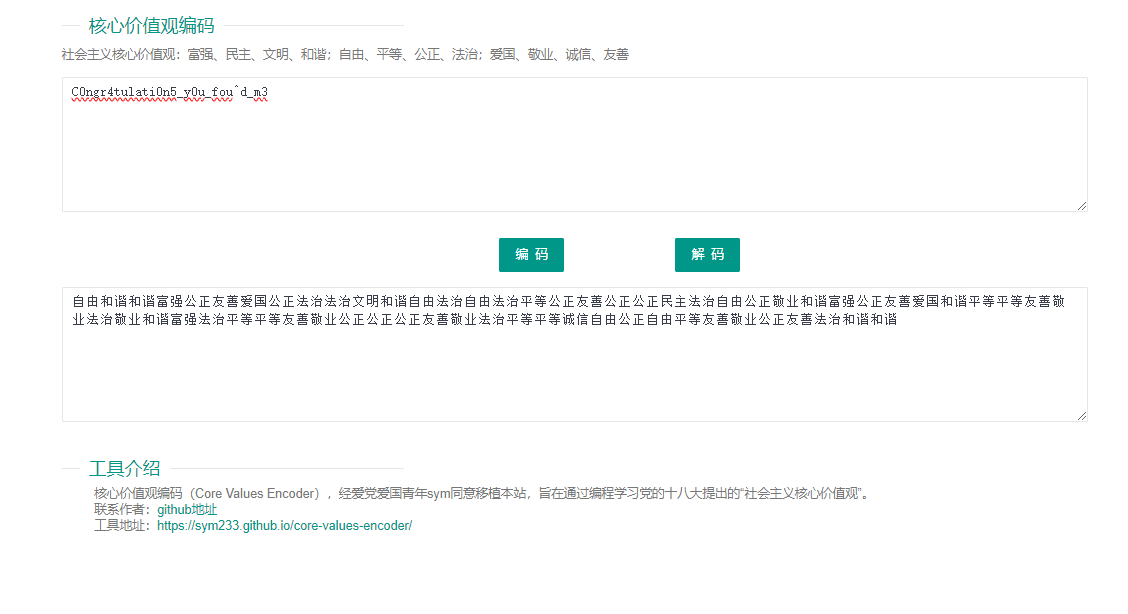 核心价值观编码
社会主义核心价值观：富强、民主、文明、和谐；自由、平等、公正、法治；爱国、敬业、诚信、友善
C0ngr4tulati0n5_y0u_fou^d_m3
编 码
解 码
自由和谐和谐富强公正友善爱国公正法治法治文明和谐自由法治自由法治平等公正友善公正公正民主法治自由公正敬业和谐富强公正友善爱国和谐平等平等友善敬
业法治敬业和谐富强法治平等平等友善敬业公正公正公正友善敬业法治平等平等诚信自由公正自由平等友善敬业公正友善法治和谐和谐
工具介绍
核心价值观编码（Core Values Encoder），经爱党爱国青年sym同意移植本站，旨在通过编程学习党的十八大提出的“社会主义核心价值观”。
联系作者：github地址
工具地址：https://sym233.github.io/core-values-encoder/